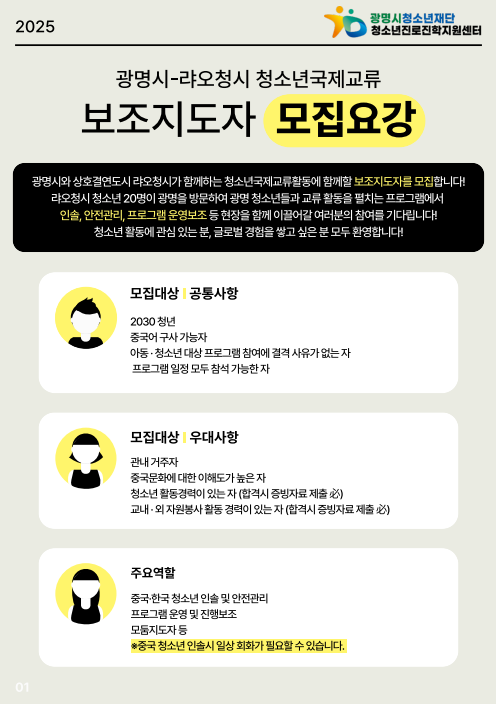 2025
광명시청소년재단
청소년진로진학지원센터
광명시-랴오청시 청소년국제교류
보조지도자 모집요강
광명시와 상호결연도시 랴오청시가 함께하는 청소년국제교류활동에 함께할 보조지도자를 모집합니다!
랴오청시 청소년 20명이 광명을 방문하여 광명 청소년들과 교류 활동을 펼치는 프로그램에서
인솔, 안전관리, 프로그램 운영보조 등 현장을 함께 이끌어갈 여러분의 참여를 기다립니다!
청소년 활동에 관심 있는 분, 글로벌 경험을 쌓고 싶은 분 모두 환영합니다!
모집대상 | 공통사항
2030 청년
중국어 구사 가능자
아동·청소년 대상 프로그램 참여에 결격 사유가 없는 자
프로그램 일정 모두 참석 가능한 자
모집대상 | 우대사항
관내 거주자
중국문화에 대한 이해도가 높은 자
청소년 활동경력이 있는 자 (합격시 증빙자료 제출 必)
교내·외 자원봉사 활동 경력이 있는 자 (합격시 증빙자료 제출 必)
주요역할
중국·한국 청소년 인솔 및 안전관리
프로그램 운영 및 진행보조
모둠지도자 등
※중국 청소년 인솔시 일상 회화가 필요할 수 있습니다.
01